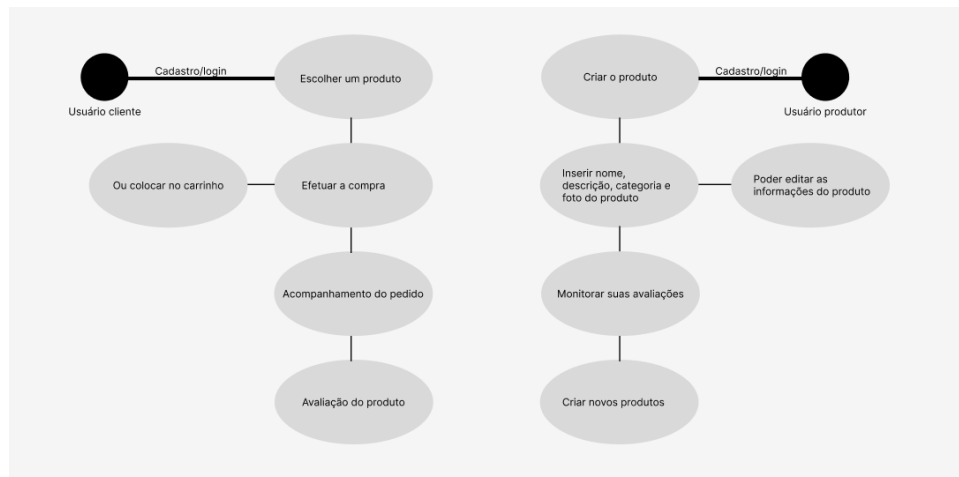 Cadastro/login
Escolher um produto
Usuário cliente
Ou colocar no carrinho
Efetuar a compra
Acompanhamento do pedido
Avaliação do produto
Criar o produto
Cadastro/login
Usuário produtor
Inserir nome,
descrição, categoria e
foto do produto
Poder editar as
informações do produto
Monitorar suas avaliações
Criar novos produtos